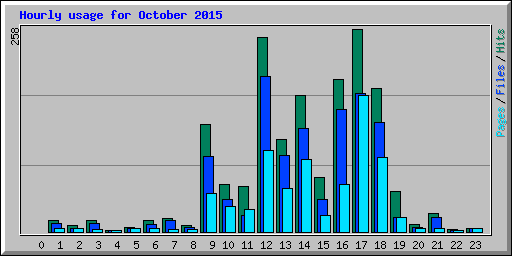 Hourly usage for October 2015
258
Pages/Files/Hits
0 1 2 3 4 5 6 7 8 9 10 11 12 13 14 15 16 17 18 19 20 21 22 23